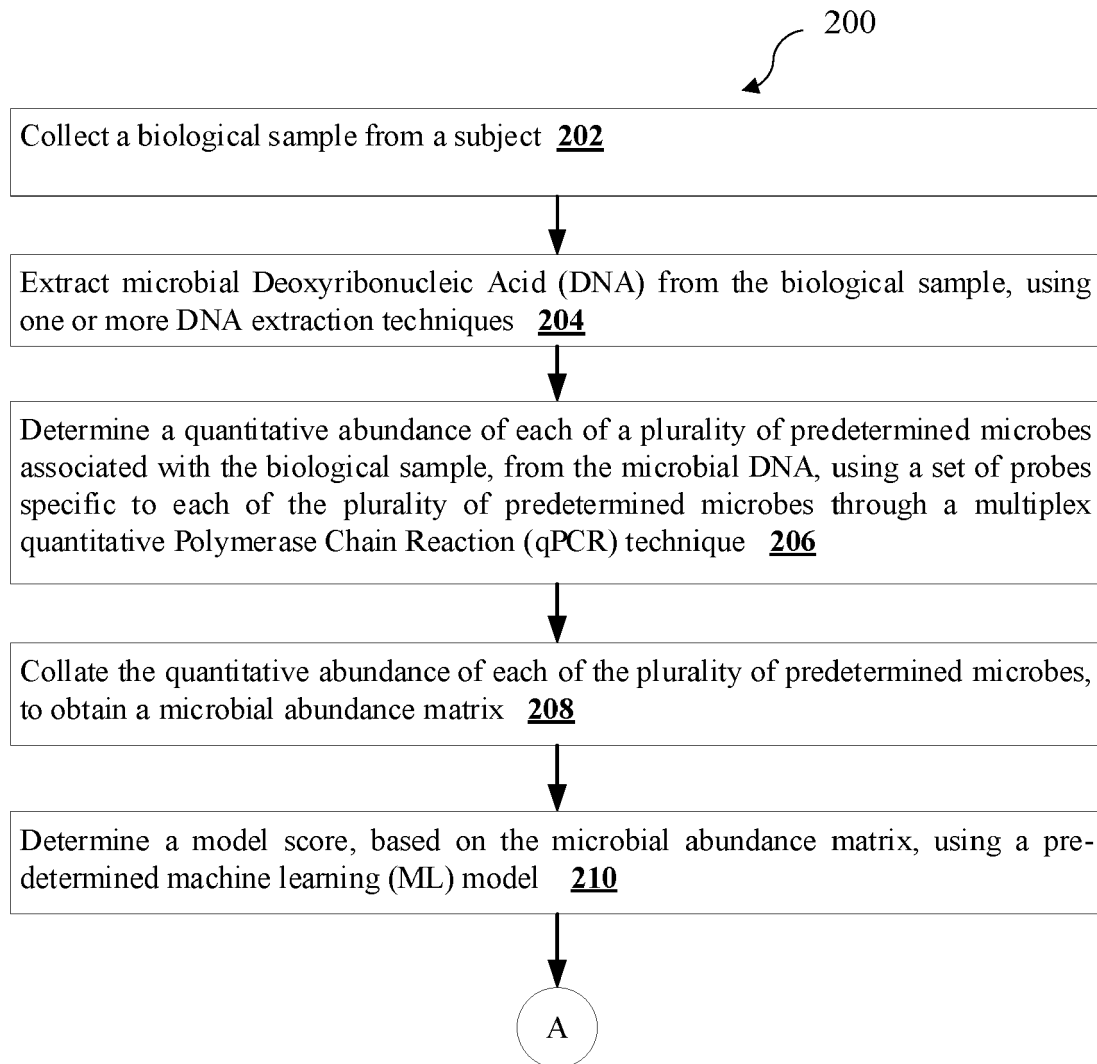 200
Collect a biological sample from a subject 202
Extract microbial Deoxyribonucleic Acid (DNA) from the biological sample, using
one or more DNA extraction techniques 204
Determine a quantitative abundance of each of a plurality of predetermined microbes
associated with the biological sample, from the microbial DNA, using a set of probes
specific to each of the plurality of predetermined microbes through a multiplex
quantitative Polymerase Chain Reaction (qPCR) technique 206
Collate the quantitative abundance of each of the plurality of predetermined microbes,
to obtain a microbial abundance matrix 208
Determine a model score, based on the microbial abundance matrix, using a pre-
determined machine learning (ML) model 210
A